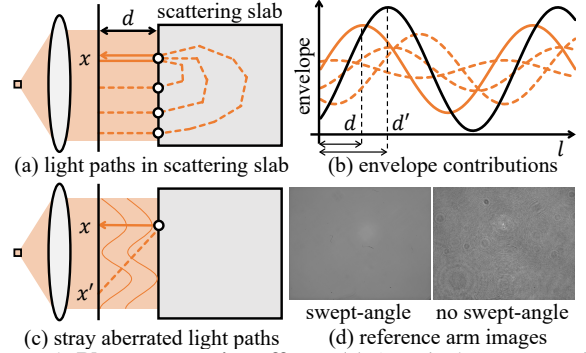 scattering slab
d
x
(a) light paths in scattering slab
envelope
d
d′
l
(b) envelope contributions
x
x′
(c) stray aberrated light paths
swept-angle
no swept-angle
(d) reference arm images